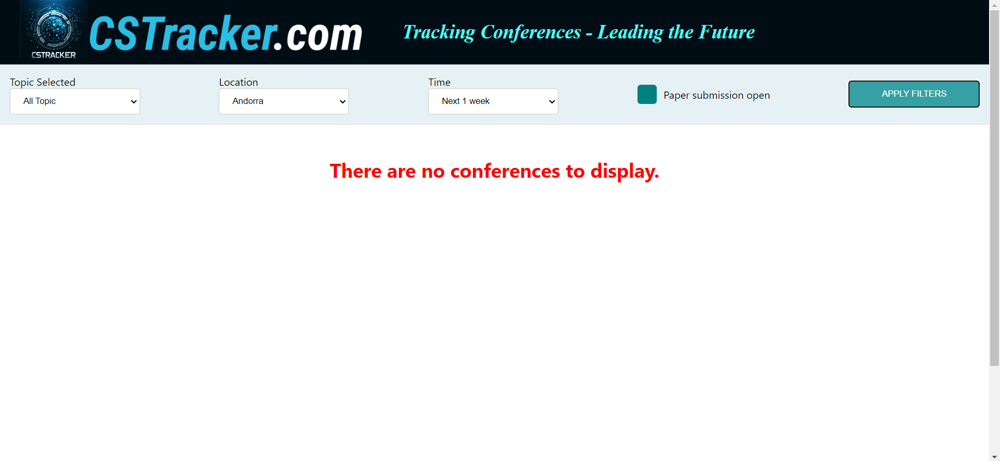 CSTRACKER
CSTracker.com
Tracking Conferences - Leading the Future
Topic Selected
All Topic
Location
Andorra
Time
Next 1 week
Paper submission open
APPLY FILTERS
There are no conferences to display.